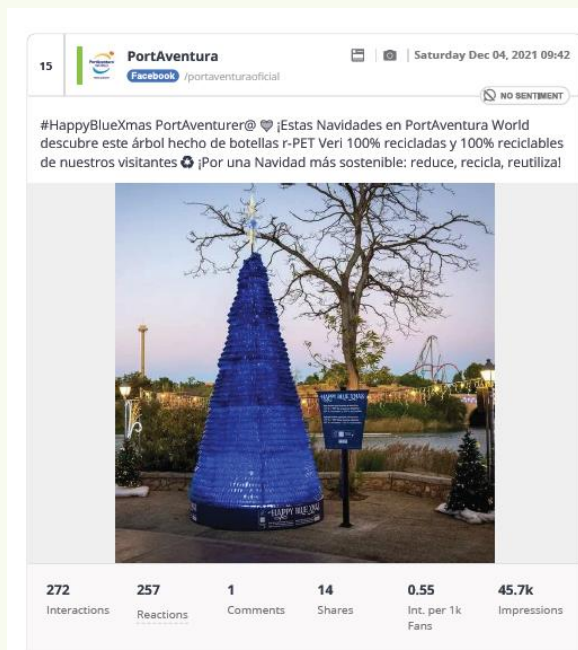 15
PortAventura
Facebook /portaventuraoficial
Saturday Dec 04, 2021 09:42
NO SENTIMENT
#HappyBlueXmas PortAventurer@ 💙 ¡Estas Navidades en PortAventura World
descubre este árbol hecho de botellas r-PET Veri 100% recicladas y 100% reciclables
de nuestros visitantes ♻ ¡Por una Navidad más sostenible: reduce, recicla, reutiliza!
HAPPY BLUE XMAS
HAPPY BLUE XMAS
272 257 1 14 0.55 45.7k
Interactions Reactions Comments Shares Int. per 1k Impressions
Fans